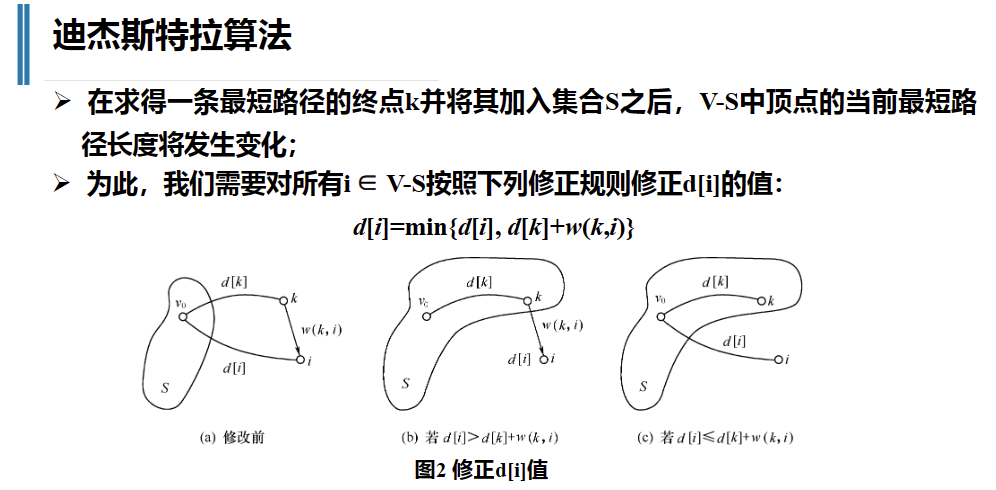 迪杰斯特拉算法
➢ 在求得一条最短路径的终点k并将其加入集合S之后，V-S中顶点的当前最短路
径长度将发生变化；
➢ 为此，我们需要对所有i ∈ V-S按照下列修正规则修正d[i]的值：
d[i]=min{d[i], d[k]+w(k,i)}
d[k]
v₀
k
w(k,i)
i
d[i]
S
(a) 修改前
d[k]
k
w(k,i)
d[i]
i
S
(b) 若 d[i]>d[k]+w(k,i)
d[k]
v₀
k
d[i]
i
S
(c) 若 d[i]≤d[k]+w(k,i)
图2 修正d[i]值